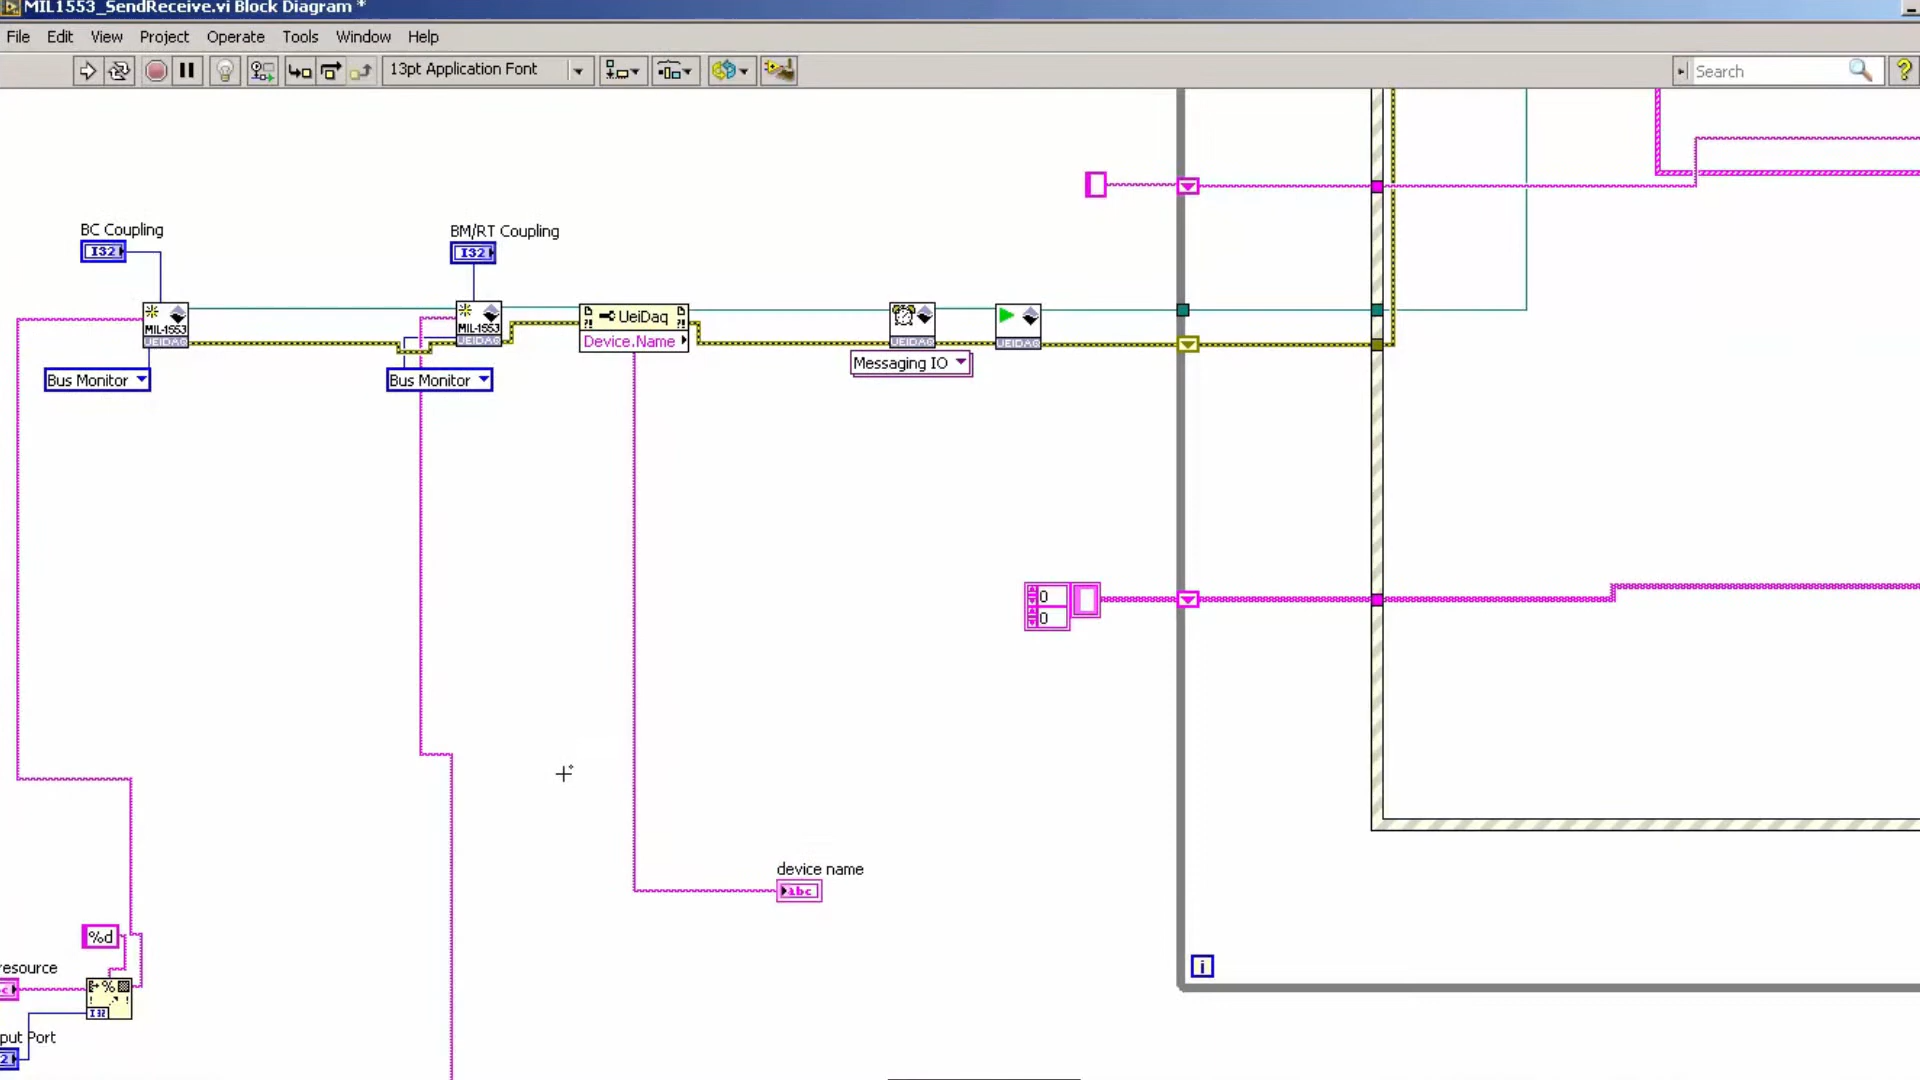 MIL1553_SendReceive.vi Block Diagram *
File Edit View Project Operate Tools Window Help
13pt Application Font
Search
?
BC Coupling
I32
BM/RT Coupling
I32
MIL-1553
UEIDAQ
MIL-1553
UEIDAQ
UeiDaq
Device.Name
UEIDAQ
UEIDAQ
Messaging IO
Bus Monitor
Bus Monitor
0
0
device name
abc
i
%d
resource
c
%
I32
put Port
2